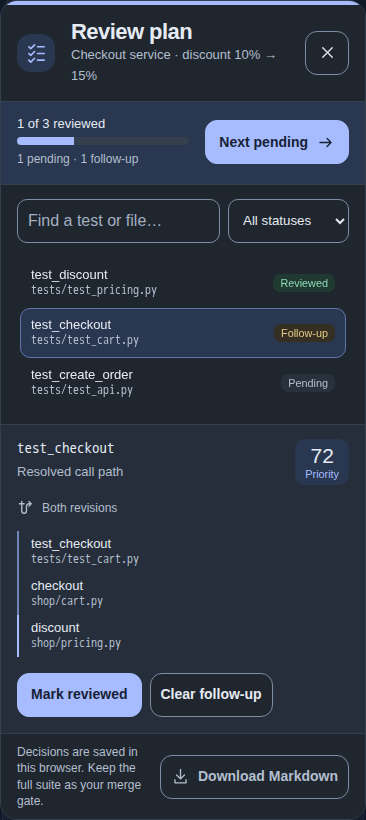 Review plan
Checkout service · discount 10% →
15%
1 of 3 reviewed
1 pending · 1 follow-up
Next pending →
Find a test or file…
All statuses
test_discount
tests/test_pricing.py
Reviewed
test_checkout
tests/test_cart.py
Follow-up
test_create_order
tests/test_api.py
Pending
test_checkout
Resolved call path
72
Priority
Both revisions
test_checkout
tests/test_cart.py
checkout
shop/cart.py
discount
shop/pricing.py
Mark reviewed
Clear follow-up
Decisions are saved in
this browser. Keep the
full suite as your merge
gate.
Download Markdown